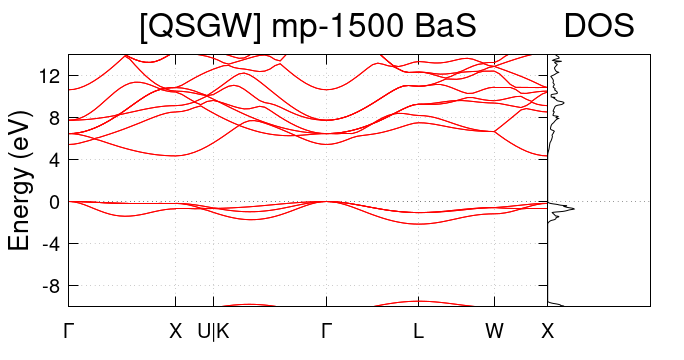 [QSGW] mp-1500 BaS
DOS
Energy (eV)
12
8
4
0
-4
-8
Γ X U|K Γ L W X